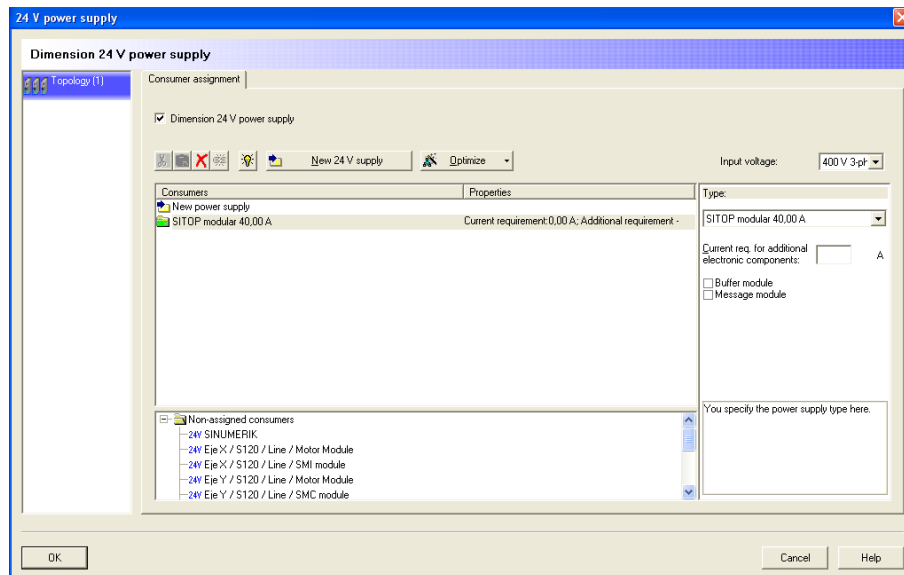 24 V power supply
Dimension 24 V power supply
Topology (1)
Consumer assignment
Dimension 24 V power supply
New 24 V supply
Optimize
Input voltage:
400 V 3-ph
Consumers Properties
New power supply
SITOP modular 40,00 A Current requirement:0,00 A; Additional requirement -
Type:
SITOP modular 40,00 A
Current req. for additional
electronic components:
A
Buffer module
Message module
You specify the power supply type here.
Non-assigned consumers
24V SINUMERIK
24V Eje X / S120 / Line / Motor Module
24V Eje X / S120 / Line / SMI module
24V Eje Y / S120 / Line / Motor Module
24V Eje Y / S120 / Line / SMC module
OK
Cancel
Help